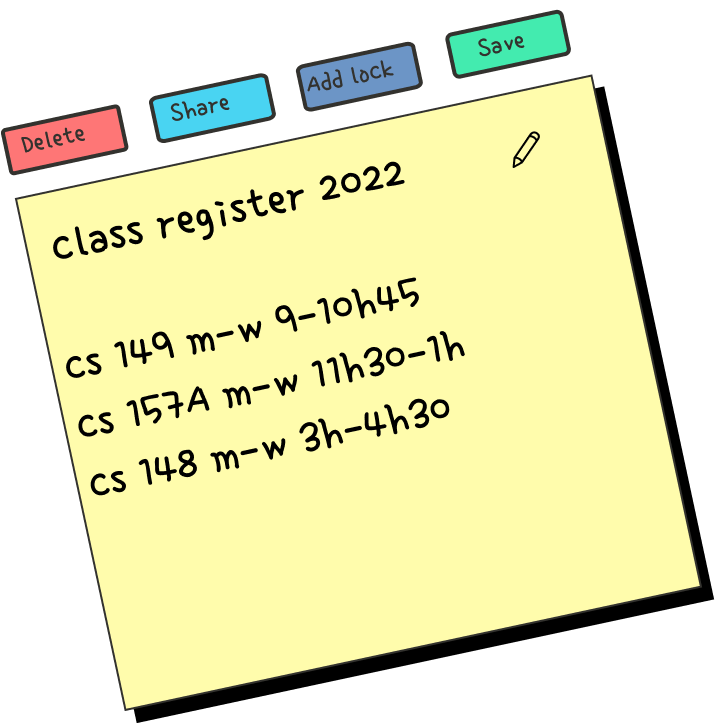 Delete
Share
Add lock
Save
class register 2022
cs 149 m-w 9-10h45
cs 157A m-w 11h30-1h
cs 148 m-w 3h-4h30